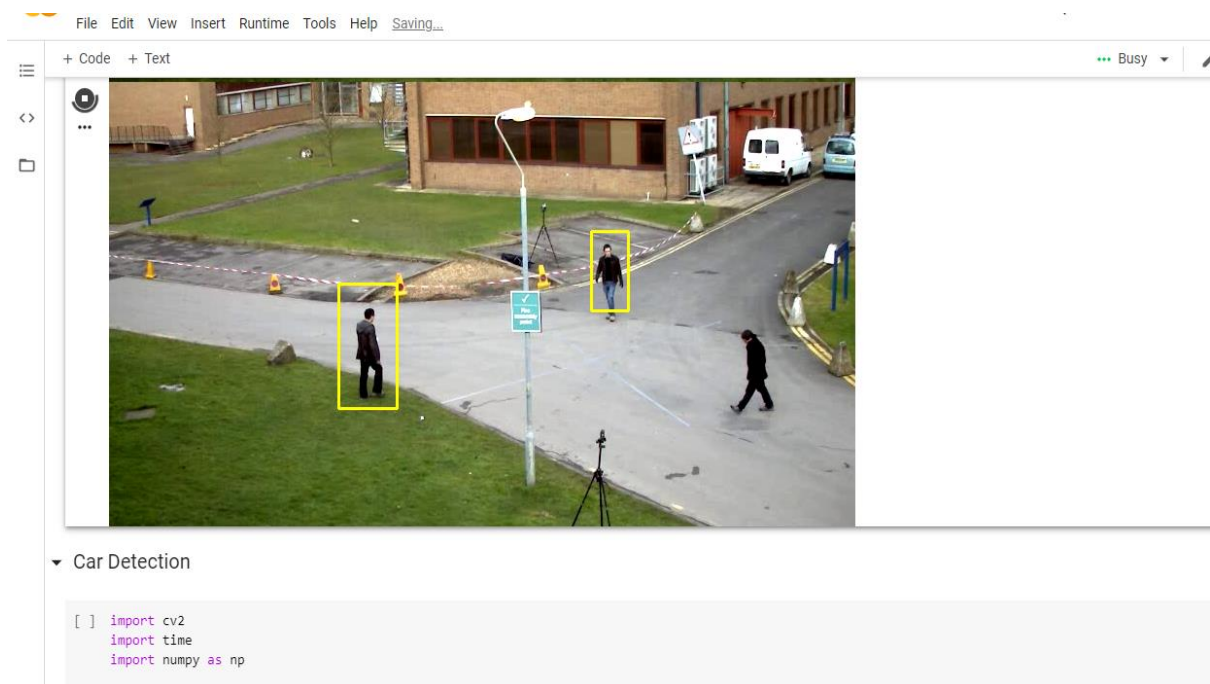 File Edit View Insert Runtime Tools Help Saving...
+ Code + Text
Busy
Car Detection
[ ] import cv2
import time
import numpy as np